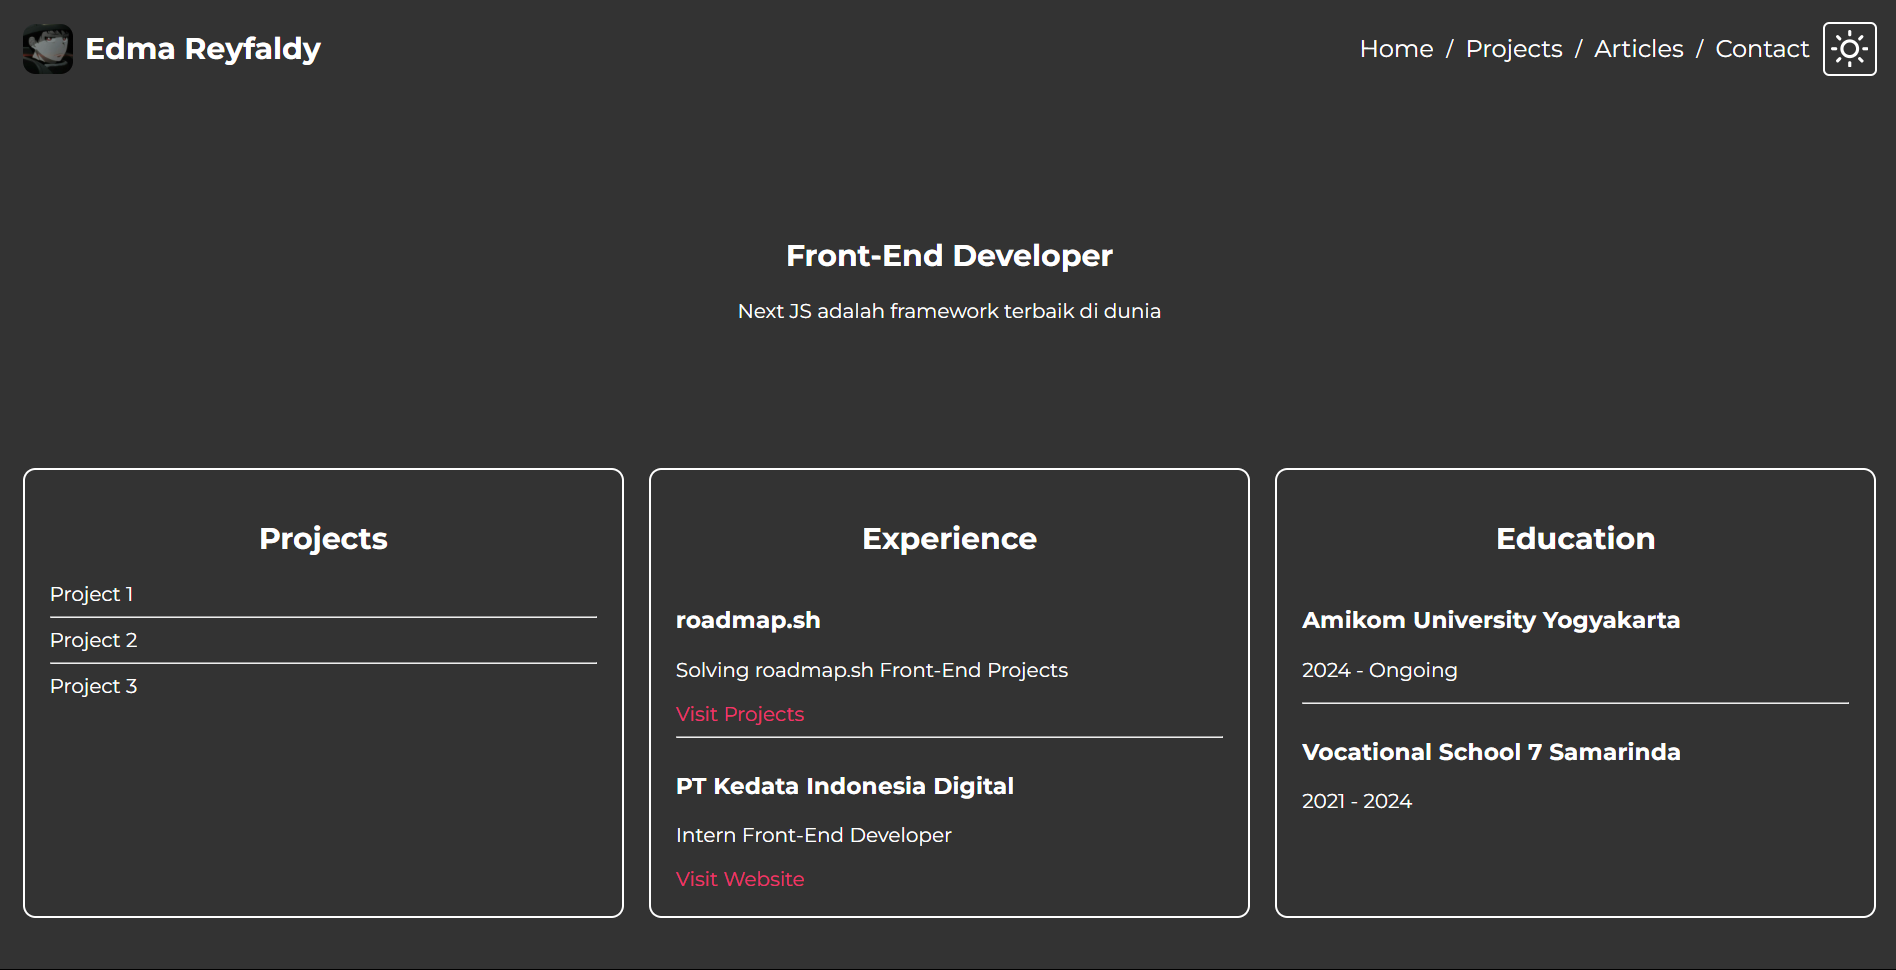 Edma Reyfaldy
Home / Projects / Articles / Contact
Front-End Developer
Next JS adalah framework terbaik di dunia
Projects
Project 1
Project 2
Project 3
Experience
roadmap.sh
Solving roadmap.sh Front-End Projects
Visit Projects
PT Kedata Indonesia Digital
Intern Front-End Developer
Visit Website
Education
Amikom University Yogyakarta
2024 - Ongoing
Vocational School 7 Samarinda
2021 - 2024